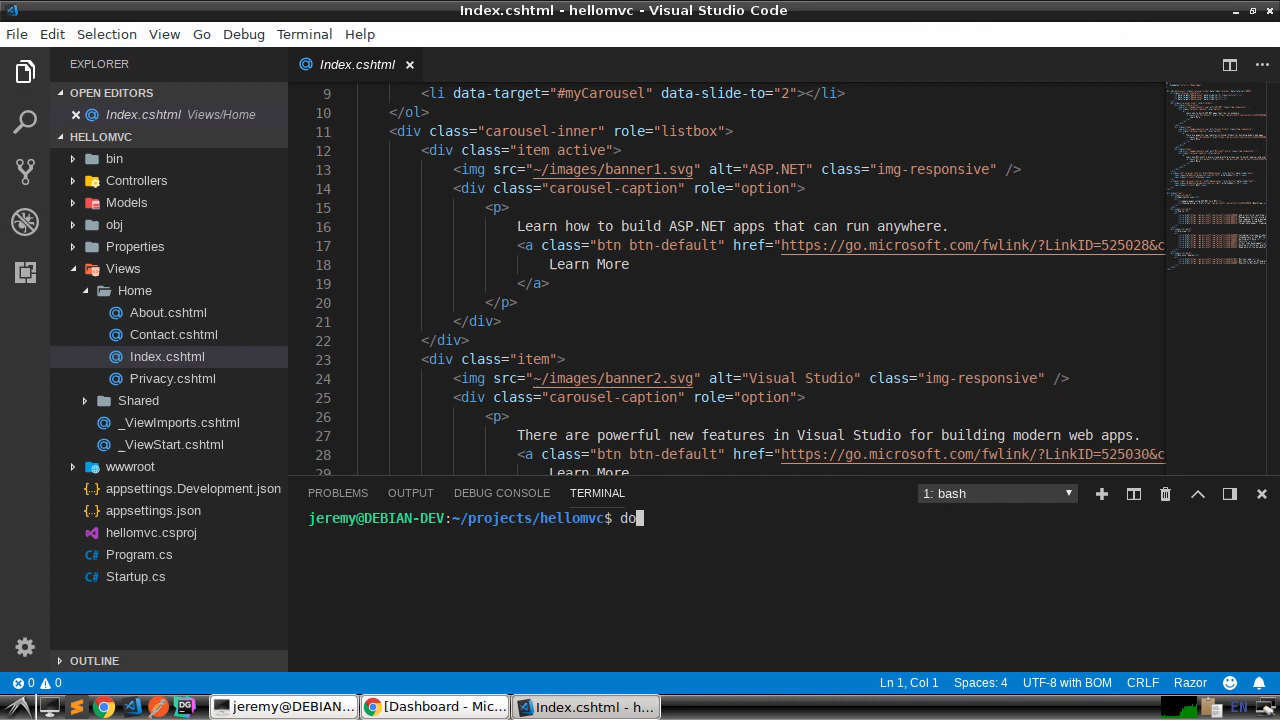 Index.cshtml - hellomvc - Visual Studio Code
File Edit Selection View Go Debug Terminal Help
EXPLORER
OPEN EDITORS
Index.cshtml Views/Home
HELLOMVC
bin
Controllers
Models
obj
Properties
Views
Home
About.cshtml
Contact.cshtml
Index.cshtml
Privacy.cshtml
Shared
_ViewImports.cshtml
_ViewStart.cshtml
wwwroot
appsettings.Development.json
appsettings.json
hellomvc.csproj
Program.cs
Startup.cs
OUTLINE
Index.cshtml
9 <li data-target="#myCarousel" data-slide-to="2"></li>
10 </ol>
11 <div class="carousel-inner" role="listbox">
12 <div class="item active">
13 <img src="~/images/banner1.svg" alt="ASP.NET" class="img-responsive" />
14 <div class="carousel-caption" role="option">
15 <p>
16 Learn how to build ASP.NET apps that can run anywhere.
17 <a class="btn btn-default" href="https://go.microsoft.com/fwlink/?LinkID=525028&c
18 Learn More
19 </a>
20 </p>
21 </div>
22 </div>
23 <div class="item">
24 <img src="~/images/banner2.svg" alt="Visual Studio" class="img-responsive" />
25 <div class="carousel-caption" role="option">
26 <p>
27 There are powerful new features in Visual Studio for building modern web apps.
28 <a class="btn btn-default" href="https://go.microsoft.com/fwlink/?LinkID=525030&c
29 Learn More
PROBLEMS OUTPUT DEBUG CONSOLE TERMINAL 1: bash
jeremy@DEBIAN-DEV:~/projects/hellomvc$ do
0 0 Ln 1, Col 1 Spaces: 4 UTF-8 with BOM CRLF Razor
DG jeremy@DEBIAN... [Dashboard - Mic... Index.cshtml - h... EN